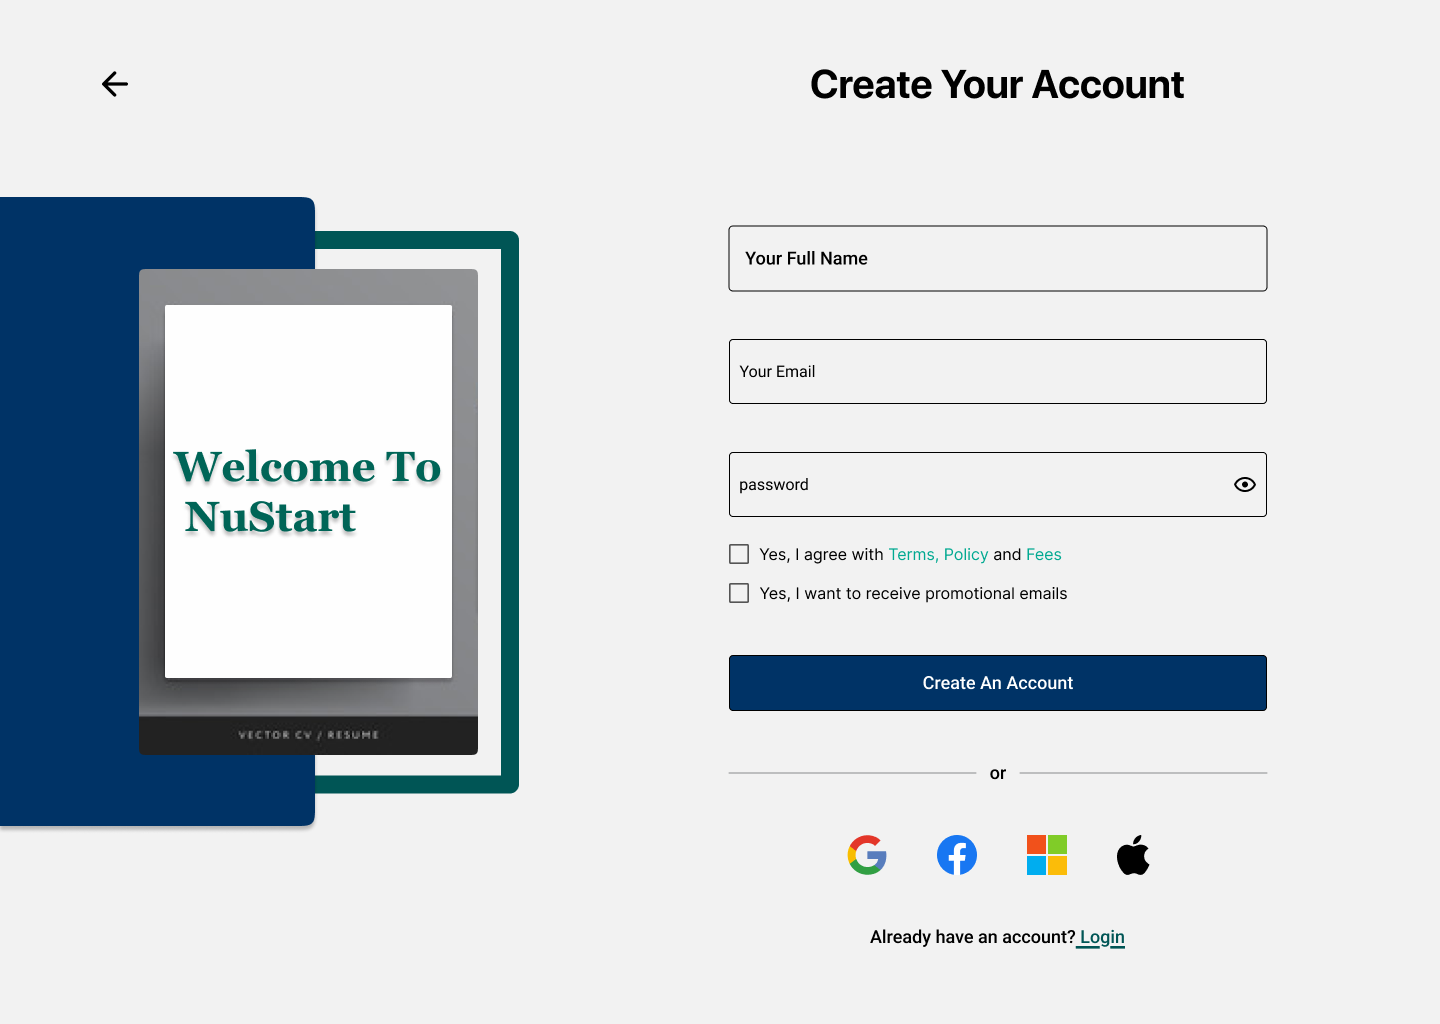 Create Your Account
Welcome To
NuStart
VECTOR CV / RESUME
Your Full Name
Your Email
password
Yes, I agree with Terms, Policy and Fees
Yes, I want to receive promotional emails
Create An Account
or
Already have an account? Login